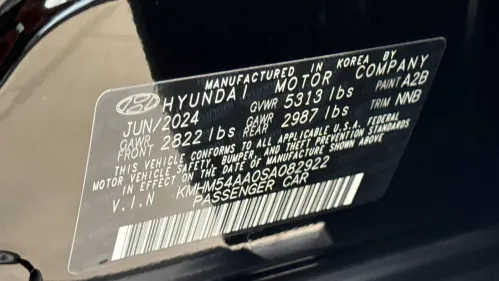 MANUFACTURED IN KOREA BY
HYUNDAI MOTOR COMPANY
JUN/2024 GVWR 5313 lbs PAINT A2B
GAWR FRONT 2822 lbs GAWR REAR 2987 lbs TRIM NNB
THIS VEHICLE CONFORMS TO ALL APPLICABLE U.S.A. FEDERAL
MOTOR VEHICLE SAFETY, BUMPER, AND THEFT PREVENTION STANDARDS
IN EFFECT ON THE DATE OF MANUFACTURE SHOWN ABOVE.
V.I.N KMHM54AA0SA082922
PASSENGER CAR